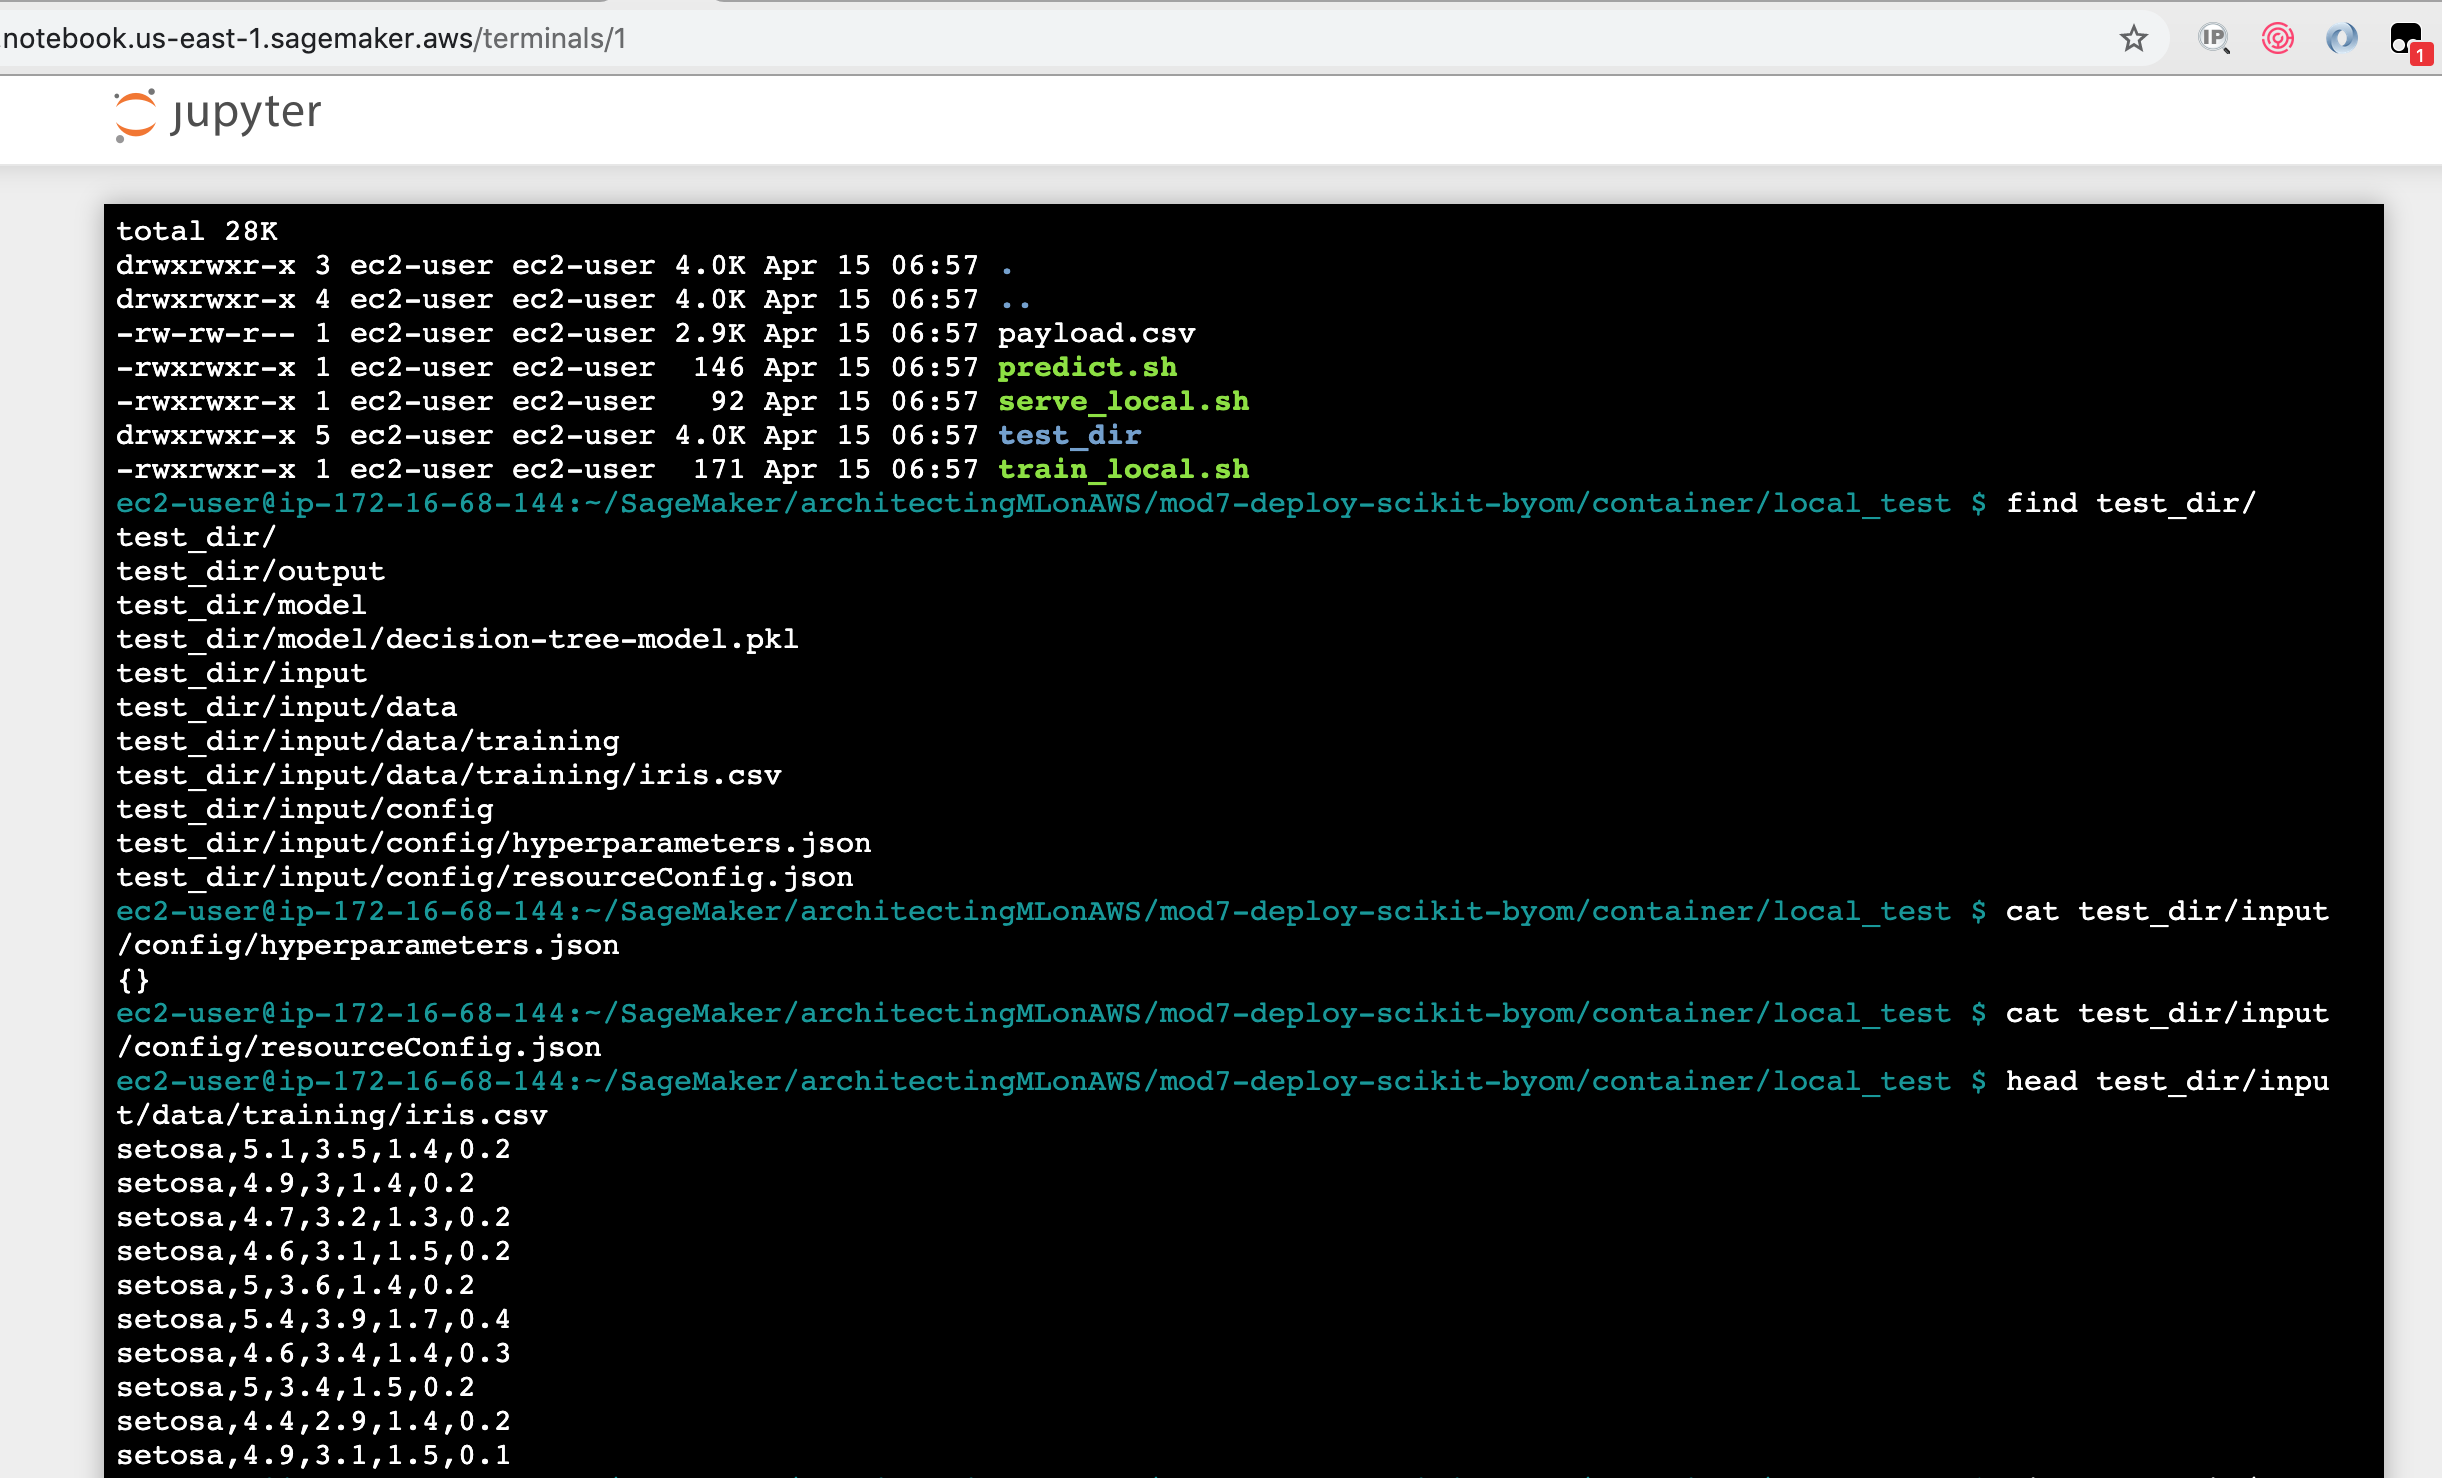 notebook.us-east-1.sagemaker.aws/terminals/1
IP
1
jupyter
total 28K
drwxrwxr-x 3 ec2-user ec2-user 4.0K Apr 15 06:57 .
drwxrwxr-x 4 ec2-user ec2-user 4.0K Apr 15 06:57 ..
-rw-rw-r-- 1 ec2-user ec2-user 2.9K Apr 15 06:57 payload.csv
-rwxrwxr-x 1 ec2-user ec2-user  146 Apr 15 06:57 predict.sh
-rwxrwxr-x 1 ec2-user ec2-user   92 Apr 15 06:57 serve_local.sh
drwxrwxr-x 5 ec2-user ec2-user 4.0K Apr 15 06:57 test_dir
-rwxrwxr-x 1 ec2-user ec2-user  171 Apr 15 06:57 train_local.sh
ec2-user@ip-172-16-68-144:~/SageMaker/architectingMLonAWS/mod7-deploy-scikit-byom/container/local_test $ find test_dir/
test_dir/
test_dir/output
test_dir/model
test_dir/model/decision-tree-model.pkl
test_dir/input
test_dir/input/data
test_dir/input/data/training
test_dir/input/data/training/iris.csv
test_dir/input/config
test_dir/input/config/hyperparameters.json
test_dir/input/config/resourceConfig.json
ec2-user@ip-172-16-68-144:~/SageMaker/architectingMLonAWS/mod7-deploy-scikit-byom/container/local_test $ cat test_dir/input
/config/hyperparameters.json
{}
ec2-user@ip-172-16-68-144:~/SageMaker/architectingMLonAWS/mod7-deploy-scikit-byom/container/local_test $ cat test_dir/input
/config/resourceConfig.json
ec2-user@ip-172-16-68-144:~/SageMaker/architectingMLonAWS/mod7-deploy-scikit-byom/container/local_test $ head test_dir/inpu
t/data/training/iris.csv
setosa,5.1,3.5,1.4,0.2
setosa,4.9,3,1.4,0.2
setosa,4.7,3.2,1.3,0.2
setosa,4.6,3.1,1.5,0.2
setosa,5,3.6,1.4,0.2
setosa,5.4,3.9,1.7,0.4
setosa,4.6,3.4,1.4,0.3
setosa,5,3.4,1.5,0.2
setosa,4.4,2.9,1.4,0.2
setosa,4.9,3.1,1.5,0.1